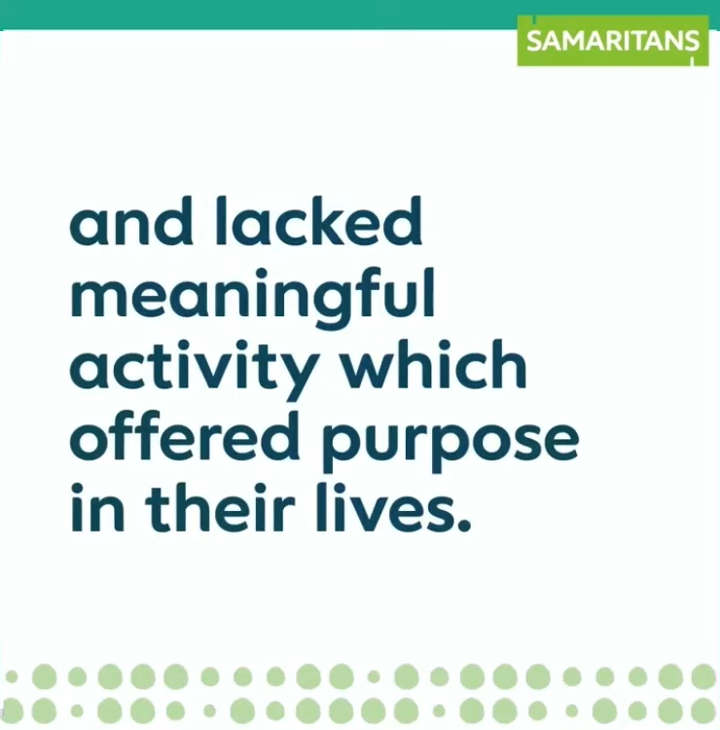 SAMARITANS
and lacked
meaningful
activity which
offered purpose
in their lives.